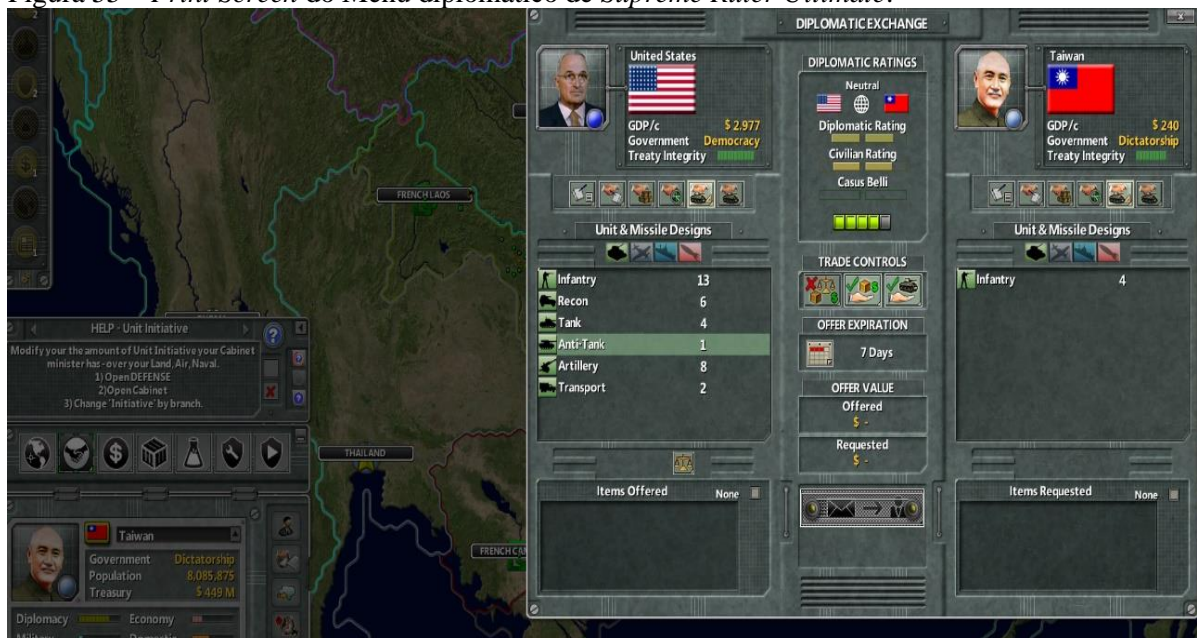 Figura 33 – Print Screen do Menu diplomático de Supreme Ruler Ultimate.
DIPLOMATIC EXCHANGE
United States
GDP/c $ 2.977
Government Democracy
Treaty Integrity
DIPLOMATIC RATINGS
Neutral
Diplomatic Rating
Civilian Rating
Casus Belli
Taiwan
GDP/c $ 240
Government Dictatorship
Treaty Integrity
Unit & Missile Designs
Infantry 13
Recon 6
Tank 4
Anti-Tank 1
Artillery 8
Transport 2
TRADE CONTROLS
OFFER EXPIRATION
7 Days
OFFER VALUE
Offered
$ -
Requested
$ -
Unit & Missile Designs
Infantry 4
Items Offered None
Items Requested None
FRENCH LAOS
THAILAND
HELP - Unit Initiative
Modify your the amount of Unit Initiative your Cabinet
minister has - over your Land, Air, Naval.
1) Open DEFENSE
2)Open Cabinet
3) Change 'Initiative' by branch.
Taiwan
Government Dictatorship
Population 8,085,875
Treasury $ 449 M
Diplomacy Economy